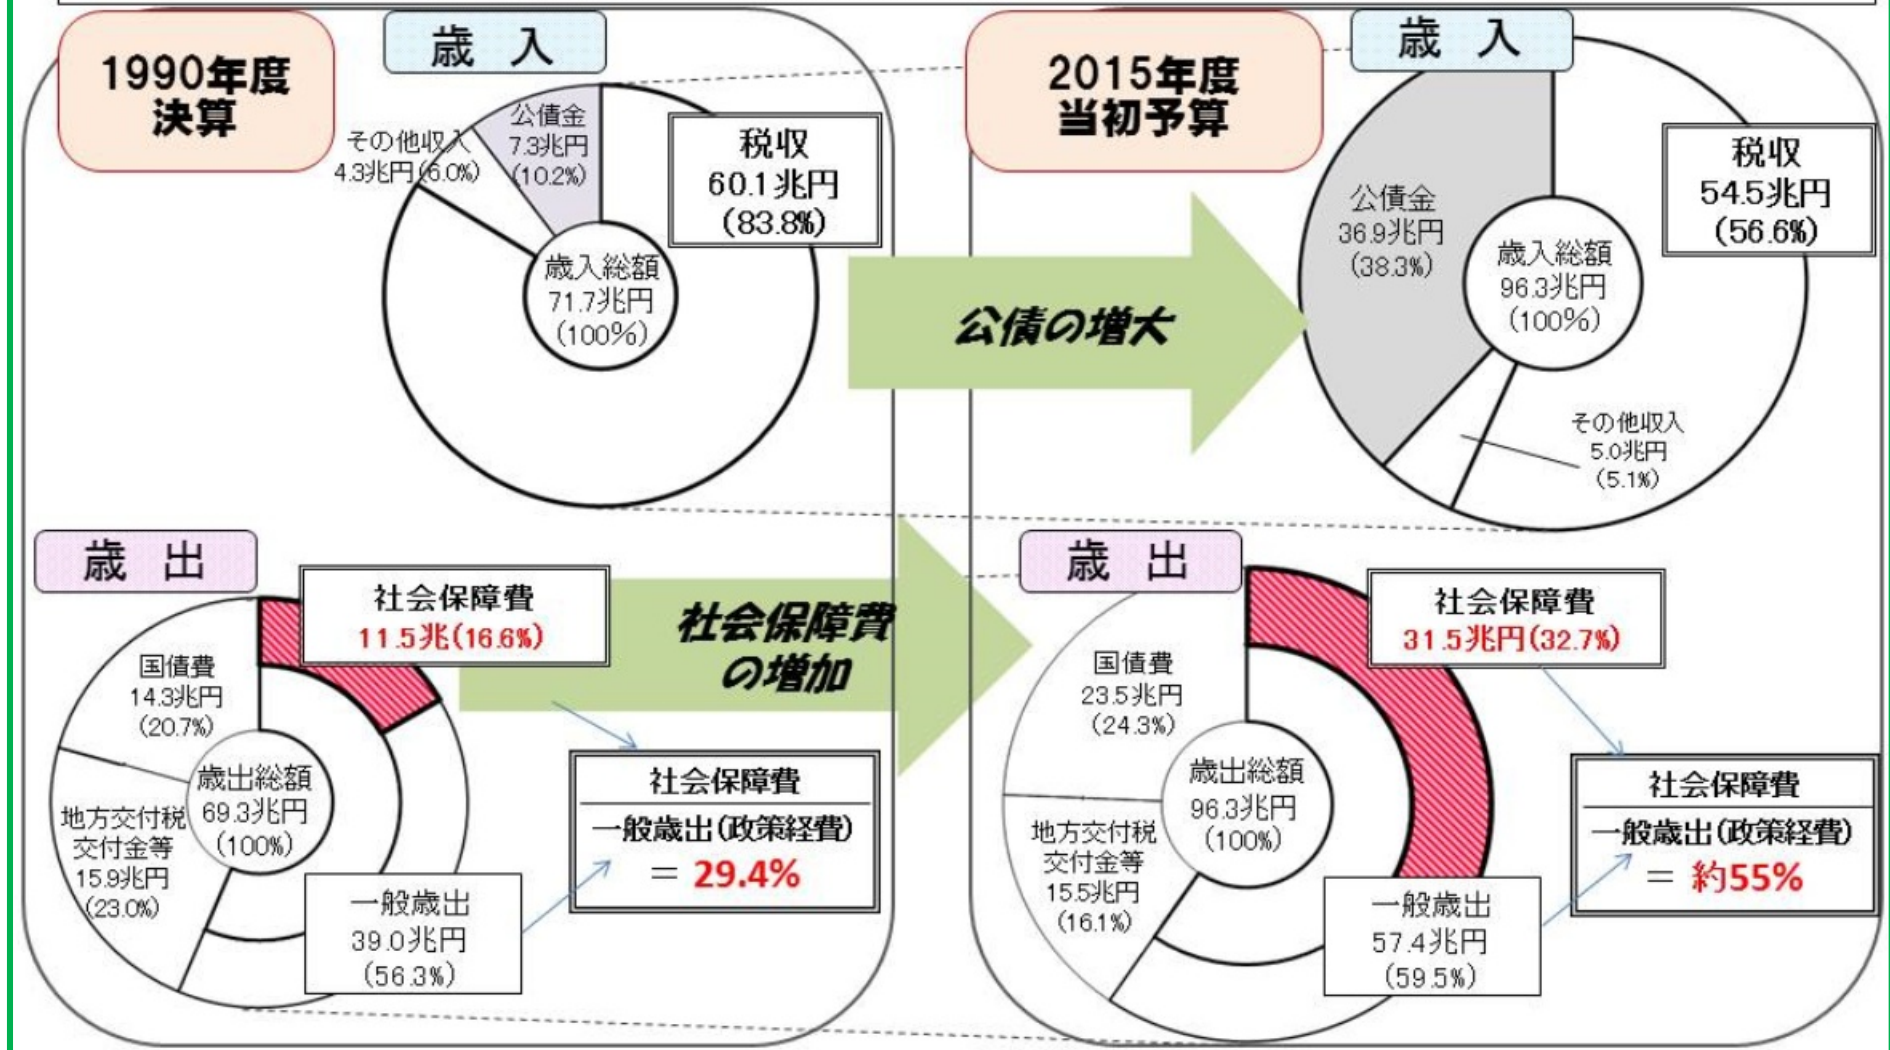 1990年度
決算
歳 入
公債金
7.3兆円
(10.2%)
その他収入
4.3兆円(6.0%)
税収
60.1兆円
(83.8%)
歳入総額
71.7兆円
(100%)
公債の増大
2015年度
当初予算
歳 入
公債金
36.9兆円
(38.3%)
税収
54.5兆円
(56.6%)
歳入総額
96.3兆円
(100%)
その他収入
5.0兆円
(5.1%)
歳 出
社会保障費
11.5兆(16.6%)
国債費
14.3兆円
(20.7%)
歳出総額
69.3兆円
(100%)
地方交付税
交付金等
15.9兆円
(23.0%)
一般歳出
39.0兆円
(56.3%)
社会保障費
一般歳出(政策経費)
= 29.4%
社会保障費
の増加
歳 出
社会保障費
31.5兆円(32.7%)
国債費
23.5兆円
(24.3%)
歳出総額
96.3兆円
(100%)
地方交付税
交付金等
15.5兆円
(16.1%)
一般歳出
57.4兆円
(59.5%)
社会保障費
一般歳出(政策経費)
= 約55%